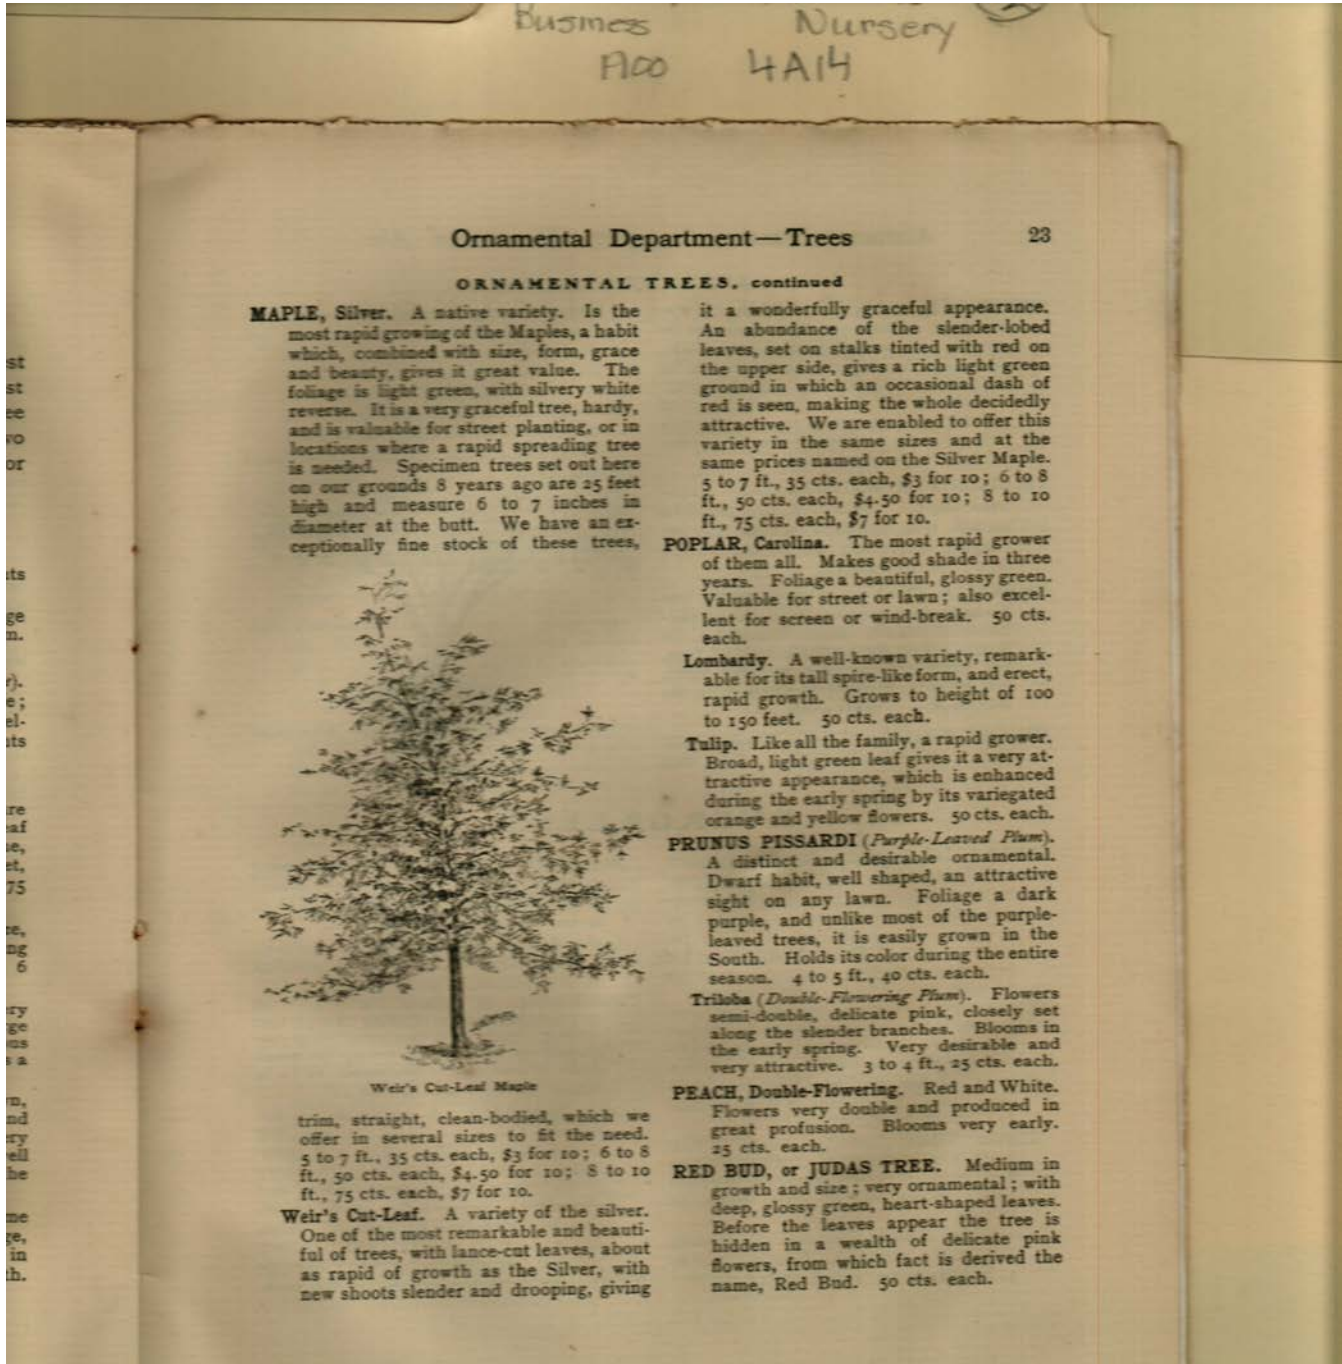 Business Nursery
A100 4A14
Ornamental Department—Trees 23
ORNAMENTAL TREES, continued
MAPLE, Silver. A native variety. Is the
most rapid growing of the Maples, a habit
which, combined with size, form, grace
and beauty, gives it great value. The
foliage is light green, with silvery white
reverse. It is a very graceful tree, hardy,
and is valuable for street planting, or in
locations where a rapid spreading tree
is needed. Specimen trees set out here
on our grounds 8 years ago are 25 feet
high and measure 6 to 7 inches in
diameter at the butt. We have an ex-
ceptionally fine stock of these trees,
Weir's Cut-Leaf Maple
trim, straight, clean-bodied, which we
offer in several sizes to fit the need.
5 to 7 ft., 35 cts. each, $3 for 10; 6 to 8
ft., 50 cts. each, $4.50 for 10; 8 to 10
ft., 75 cts. each, $7 for 10.
Weir's Cut-Leaf. A variety of the silver.
One of the most remarkable and beauti-
ful of trees, with lance-cut leaves, about
as rapid of growth as the Silver, with
new shoots slender and drooping, giving
it a wonderfully graceful appearance.
An abundance of the slender-lobed
leaves, set on stalks tinted with red on
the upper side, gives a rich light green
ground in which an occasional dash of
red is seen, making the whole decidedly
attractive. We are enabled to offer this
variety in the same sizes and at the
same prices named on the Silver Maple.
5 to 7 ft., 35 cts. each, $3 for 10; 6 to 8
ft., 50 cts. each, $4.50 for 10; 8 to 10
ft., 75 cts. each, $7 for 10.
POPLAR, Carolina. The most rapid grower
of them all. Makes good shade in three
years. Foliage a beautiful, glossy green.
Valuable for street or lawn; also excel-
lent for screen or wind-break. 50 cts.
each.
Lombardy. A well-known variety, remark-
able for its tall spire-like form, and erect,
rapid growth. Grows to height of 100
to 150 feet. 50 cts. each.
Tulip. Like all the family, a rapid grower.
Broad, light green leaf gives it a very at-
tractive appearance, which is enhanced
during the early spring by its variegated
orange and yellow flowers. 50 cts. each.
PRUNUS PISSARDI (Purple-Leaved Plum).
A distinct and desirable ornamental.
Dwarf habit, well shaped, an attractive
sight on any lawn. Foliage a dark
purple, and unlike most of the purple-
leaved trees, it is easily grown in the
South. Holds its color during the entire
season. 4 to 5 ft., 40 cts. each.
Triloba (Double-Flowering Plum). Flowers
semi-double, delicate pink, closely set
along the slender branches. Blooms in
the early spring. Very desirable and
very attractive. 3 to 4 ft., 25 cts. each.
PEACH, Double-Flowering. Red and White.
Flowers very double and produced in
great profusion. Blooms very early.
25 cts. each.
RED BUD, or JUDAS TREE. Medium in
growth and size; very ornamental; with
deep, glossy green, heart-shaped leaves.
Before the leaves appear the tree is
hidden in a wealth of delicate pink
flowers, from which fact is derived the
name, Red Bud. 50 cts. each.